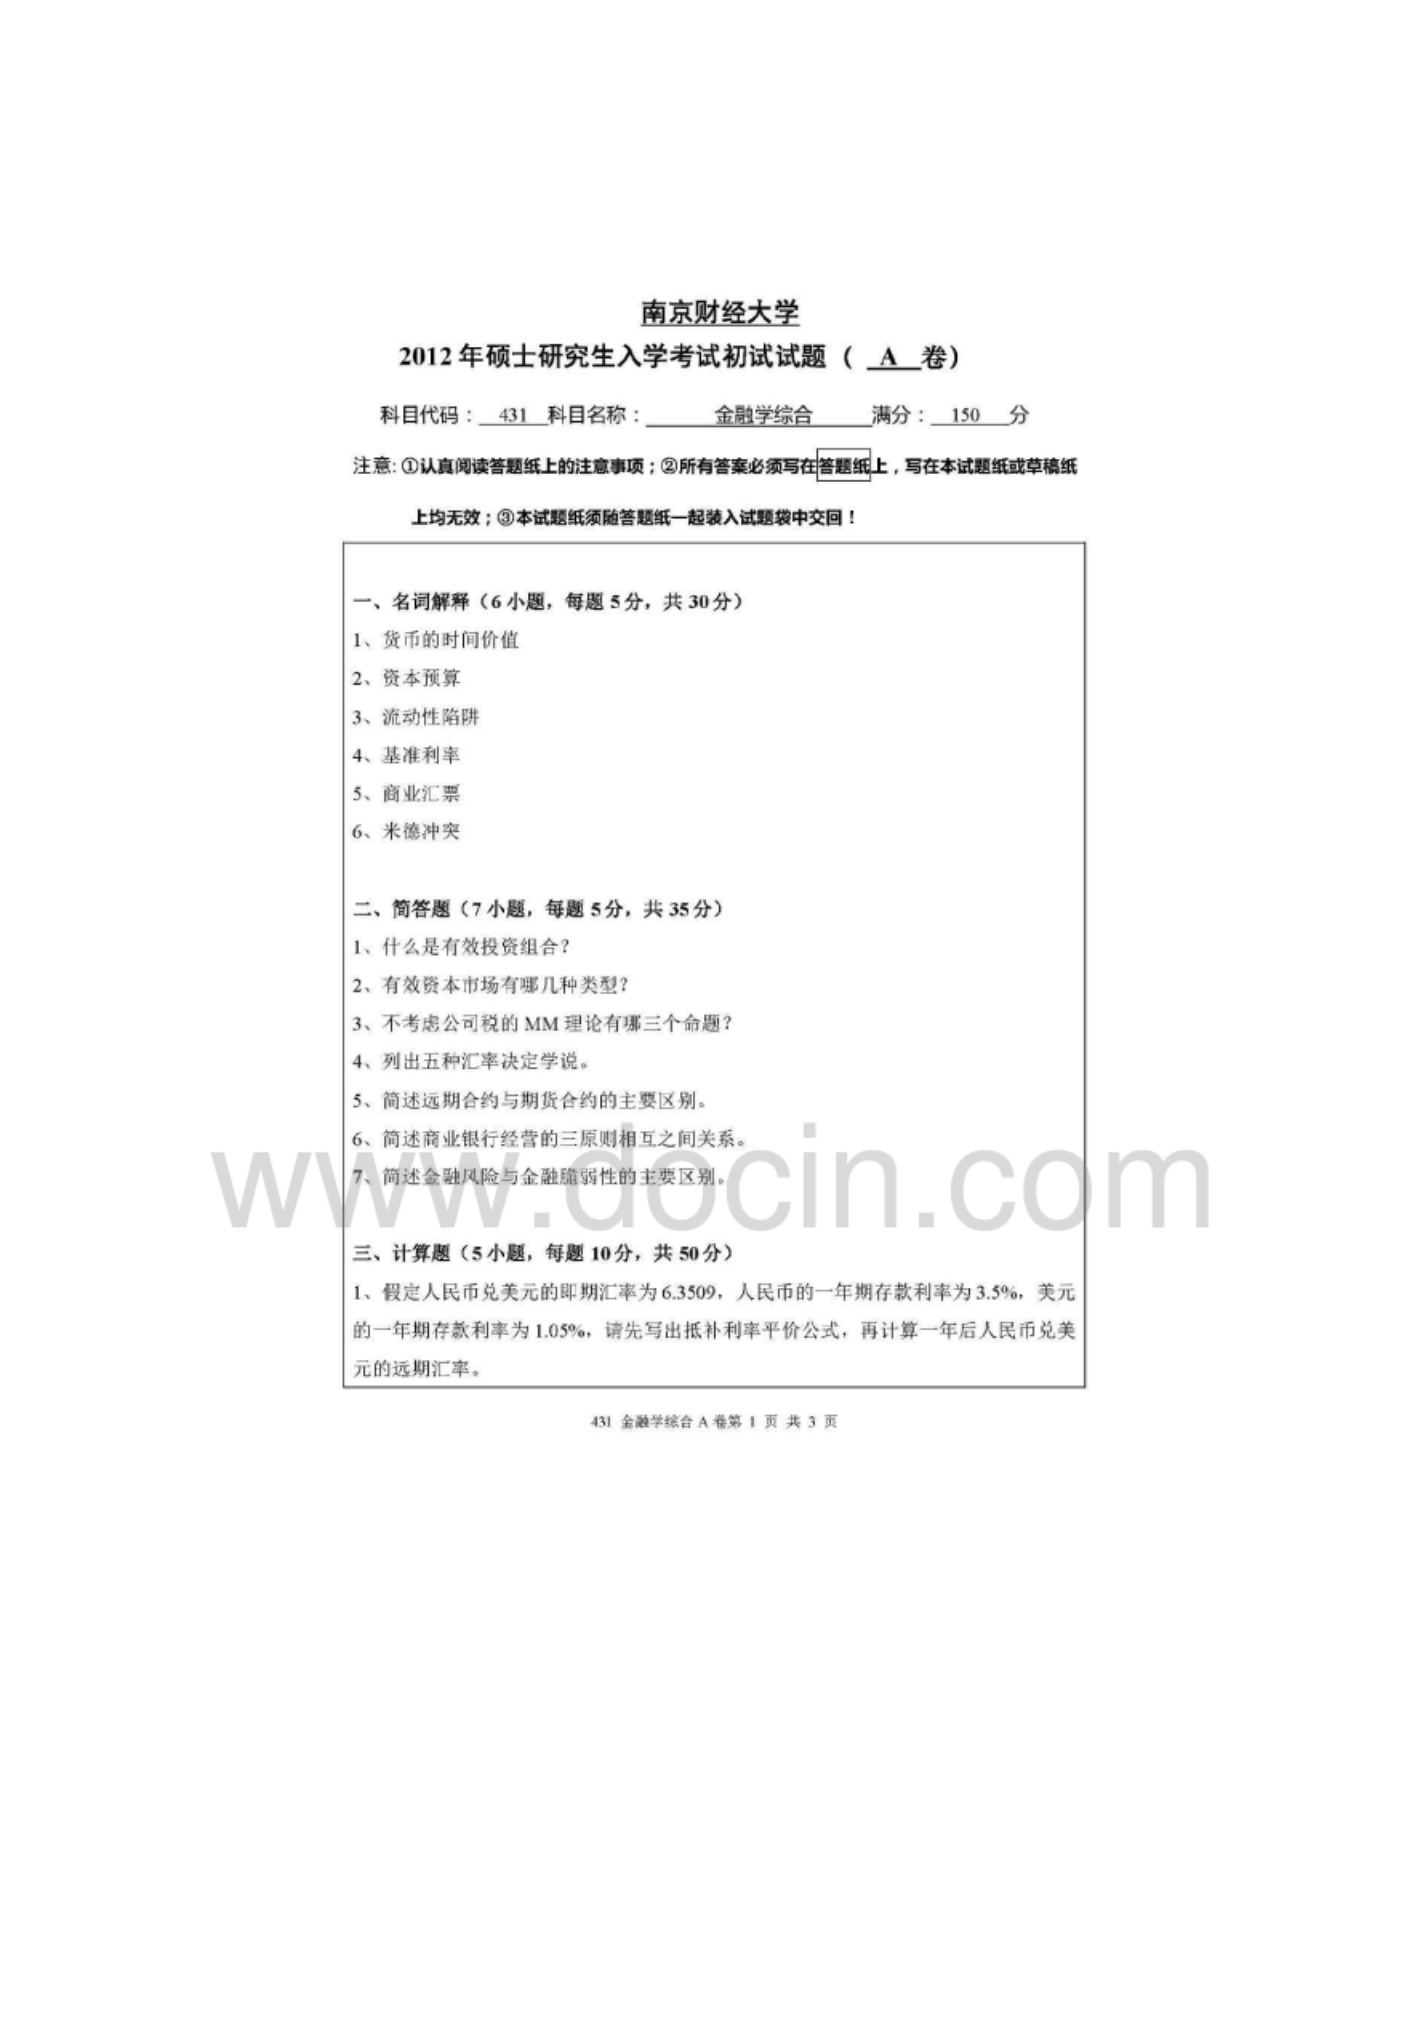 南京财经大学
2012年硕士研究生入学考试初试试题（ A 卷）
科目代码： 431 科目名称： 金融学综合 满分： 150 分
注意: ①认真阅读答题纸上的注意事项；②所有答案必须写在答题纸上，写在本试题纸或草稿纸
上均无效；③本试题纸须随答题纸一起装入试题袋中交回！
一、名词解释（6 小题，每题 5 分，共 30 分）
1、货币的时间价值
2、资本预算
3、流动性陷阱
4、基准利率
5、商业汇票
6、米德冲突
二、简答题（7 小题，每题 5 分，共 35 分）
1、什么是有效投资组合？
2、有效资本市场有哪几种类型？
3、不考虑公司税的 MM 理论有哪三个命题？
4、列出五种汇率决定学说。
5、简述远期合约与期货合约的主要区别。
6、简述商业银行经营的三原则相互之间关系。
7、简述金融风险与金融脆弱性的主要区别。
www.docin.com
三、计算题（5 小题，每题 10 分，共 50 分）
1、假定人民币兑美元的即期汇率为 6.3509，人民币的一年期存款利率为 3.5%，美元
的一年期存款利率为 1.05%，请先写出抵补利率平价公式，再计算一年后人民币兑美
元的远期汇率。
431 金融学综合 A 卷第 1 页 共 3 页